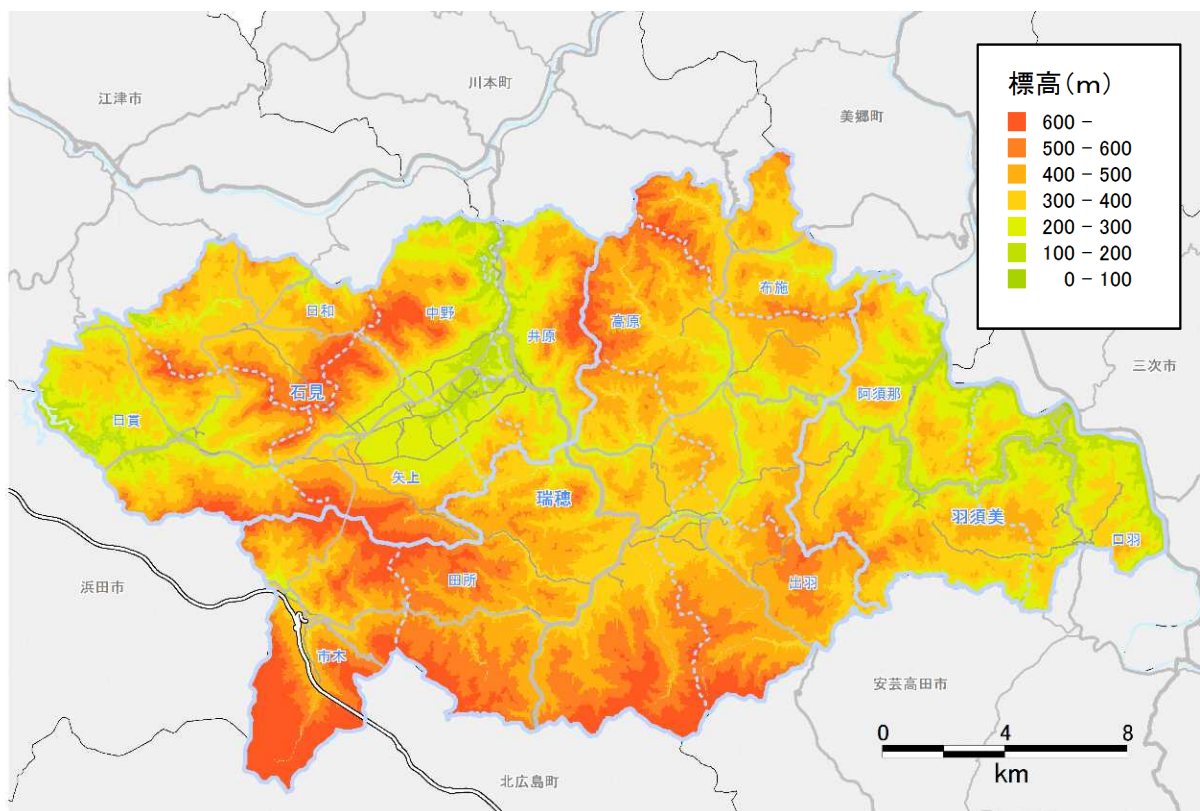 標高(m)
600 -
500 - 600
400 - 500
300 - 400
200 - 300
100 - 200
0 - 100
江津市
川本町
美郷町
三次市
浜田市
安芸高田市
北広島町
日和
中野
井原
高原
布施
阿須那
石見
日貫
矢上
瑞穂
羽須美
口羽
田所
出羽
市木
0 4 8
km